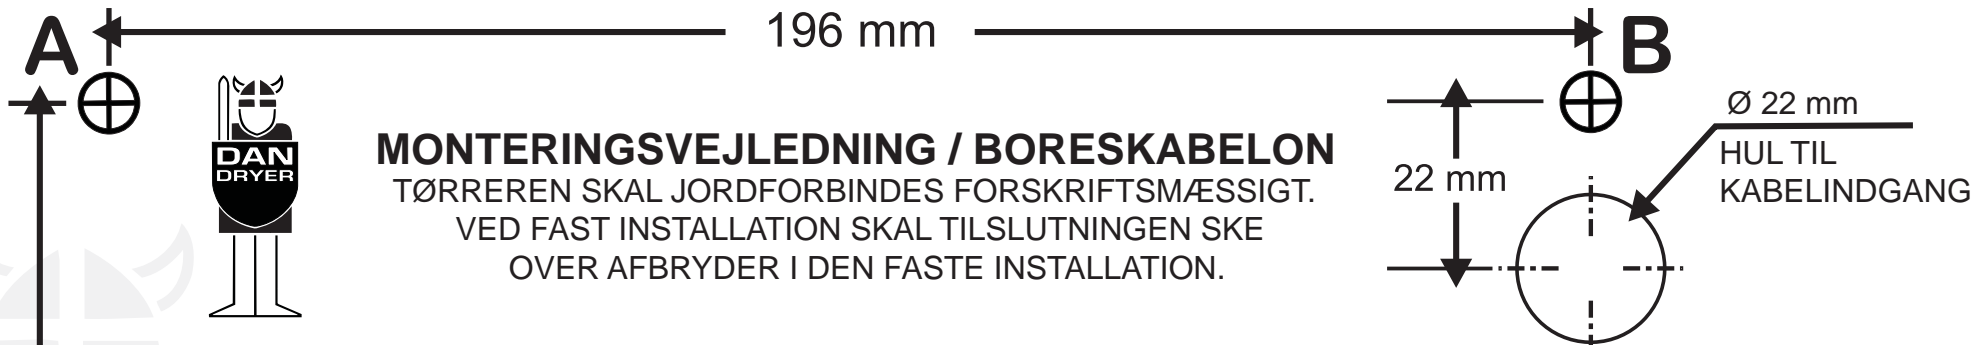 A
196 mm
B
DAN
DRYER
MONTERINGSVEJLEDNING / BORESKABELON
TØRREREN SKAL JORDFORBINDES FORSKRIFTSMÆSSIGT.
VED FAST INSTALLATION SKAL TILSLUTNINGEN SKE
OVER AFBRYDER I DEN FASTE INSTALLATION.
22 mm
Ø 22 mm
HUL TIL
KABELINDGANG